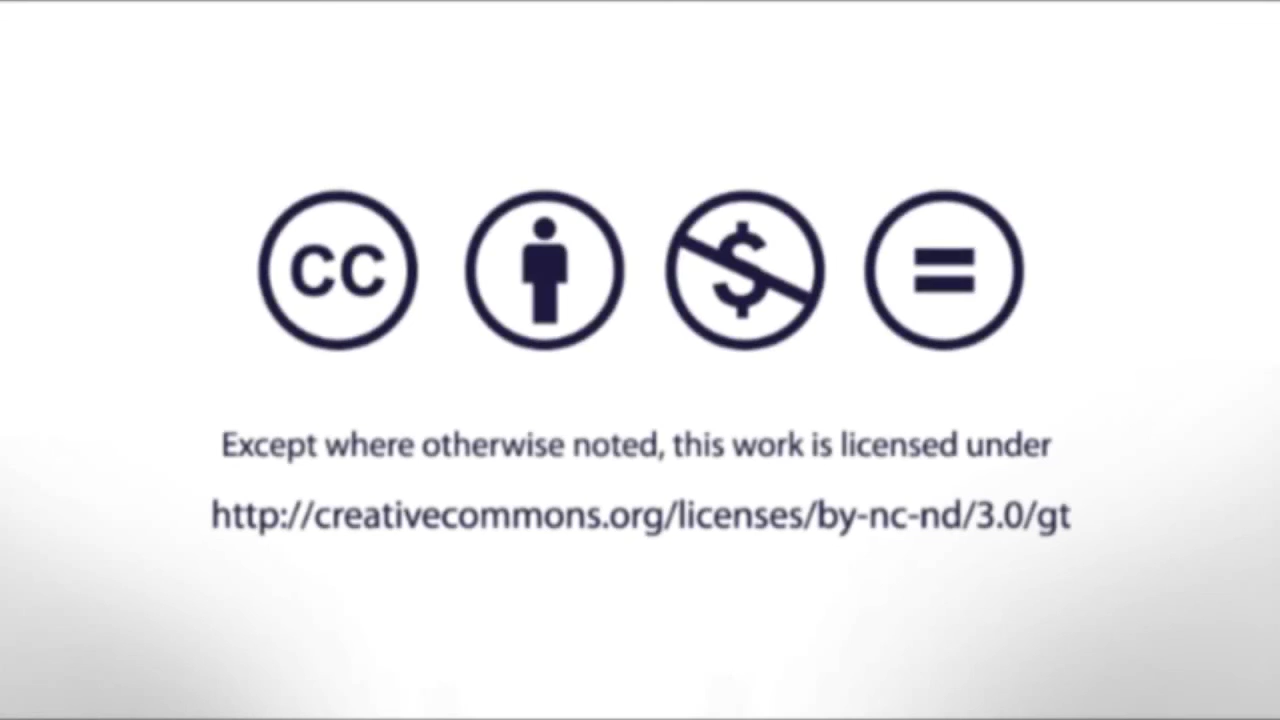 CC
Except where otherwise noted, this work is licensed under
http://creativecommons.org/licenses/by-nc-nd/3.0/gt